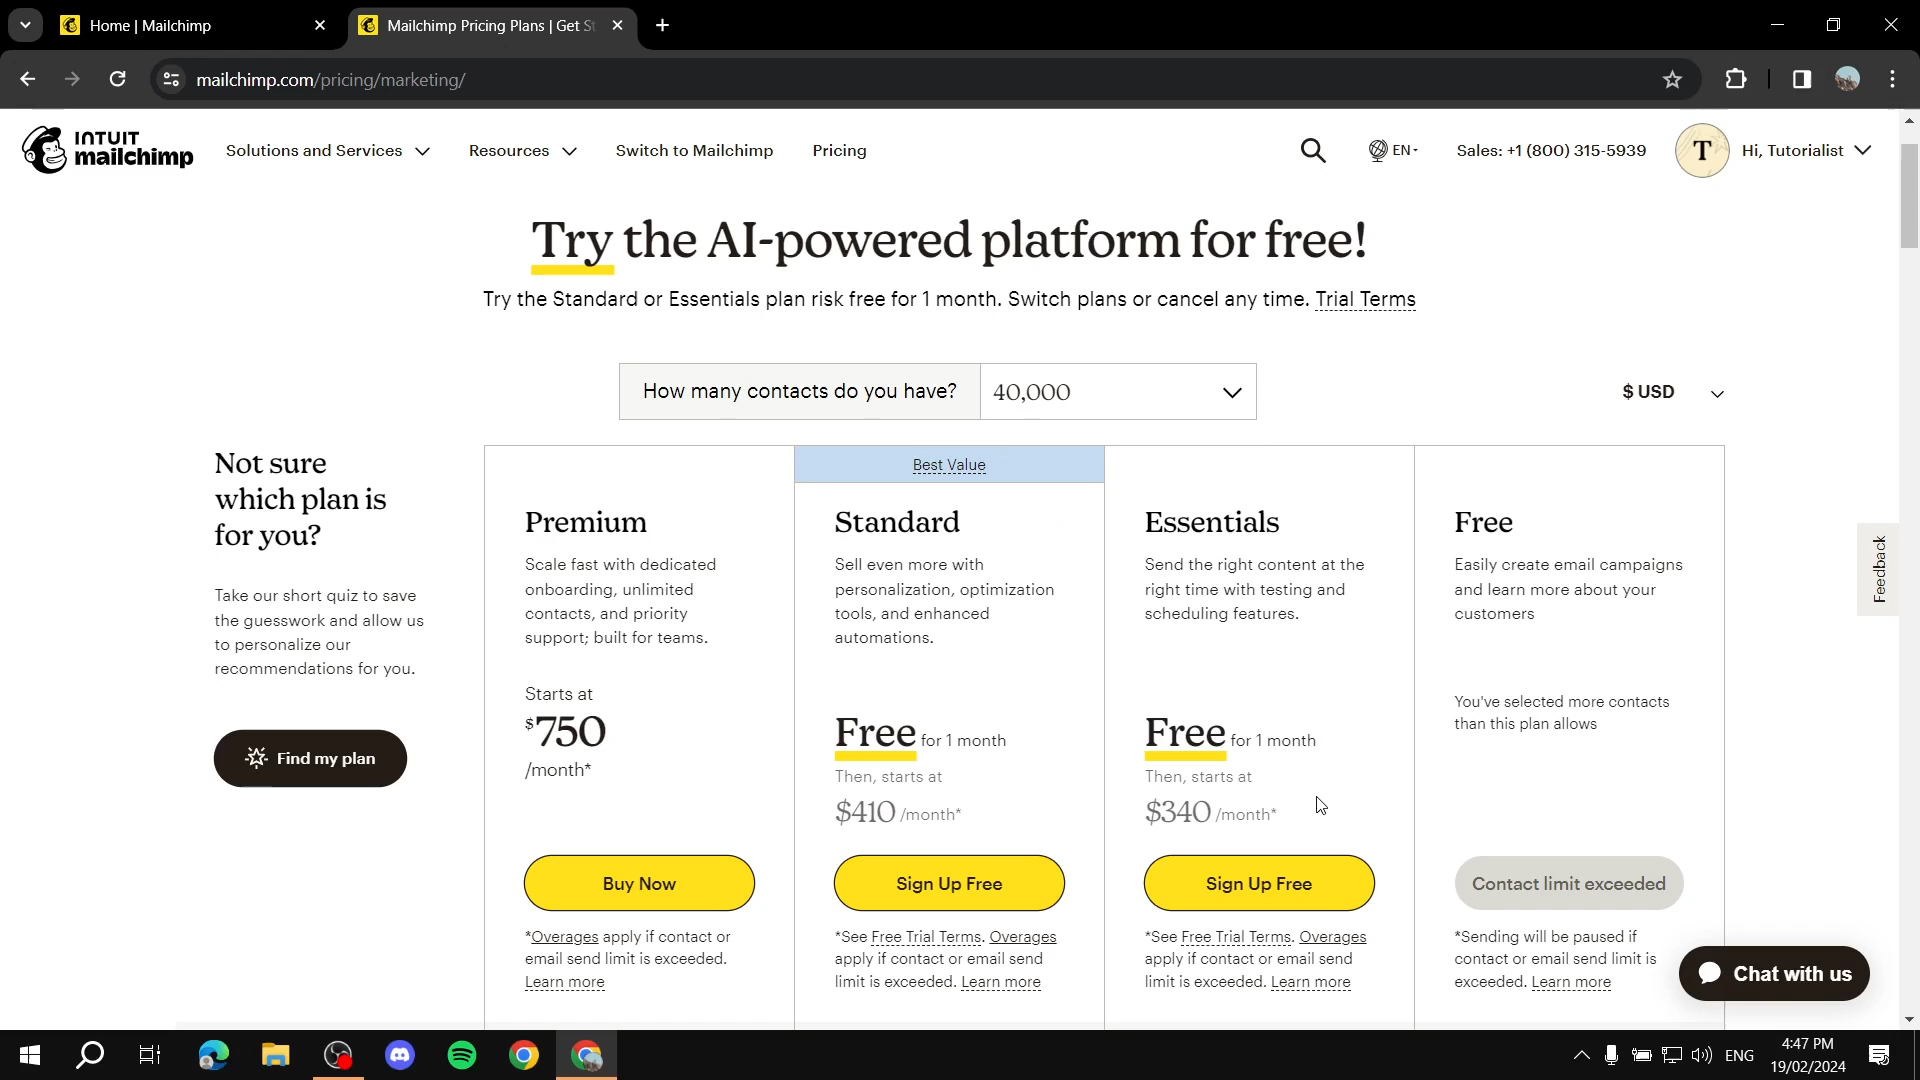 Home | Mailchimp
Mailchimp Pricing Plans | Get St
mailchimp.com/pricing/marketing/
INTUIT
mailchimp
Solutions and Services
Resources
Switch to Mailchimp
Pricing
EN
Sales: +1 (800) 315-5939
T
Hi, Tutorialist
Try the AI-powered platform for free!
Try the Standard or Essentials plan risk free for 1 month. Switch plans or cancel any time. Trial Terms
How many contacts do you have?
40,000
$ USD
Not sure
which plan is
for you?
Take our short quiz to save
the guesswork and allow us
to personalize our
recommendations for you.
Find my plan
Premium
Scale fast with dedicated
onboarding, unlimited
contacts, and priority
support; built for teams.
Starts at
$750
/month*
Buy Now
*Overages apply if contact or
email send limit is exceeded.
Learn more
Best Value
Standard
Sell even more with
personalization, optimization
tools, and enhanced
automations.
Free for 1 month
Then, starts at
$410 /month*
Sign Up Free
*See Free Trial Terms. Overages
apply if contact or email send
limit is exceeded. Learn more
Essentials
Send the right content at the
right time with testing and
scheduling features.
Free for 1 month
Then, starts at
$340 /month*
Sign Up Free
*See Free Trial Terms. Overages
apply if contact or email send
limit is exceeded. Learn more
Free
Easily create email campaigns
and learn more about your
customers
You've selected more contacts
than this plan allows
Contact limit exceeded
*Sending will be paused if
contact or email send limit is
exceeded. Learn more
Feedback
Chat with us
ENG
4:47 PM
19/02/2024